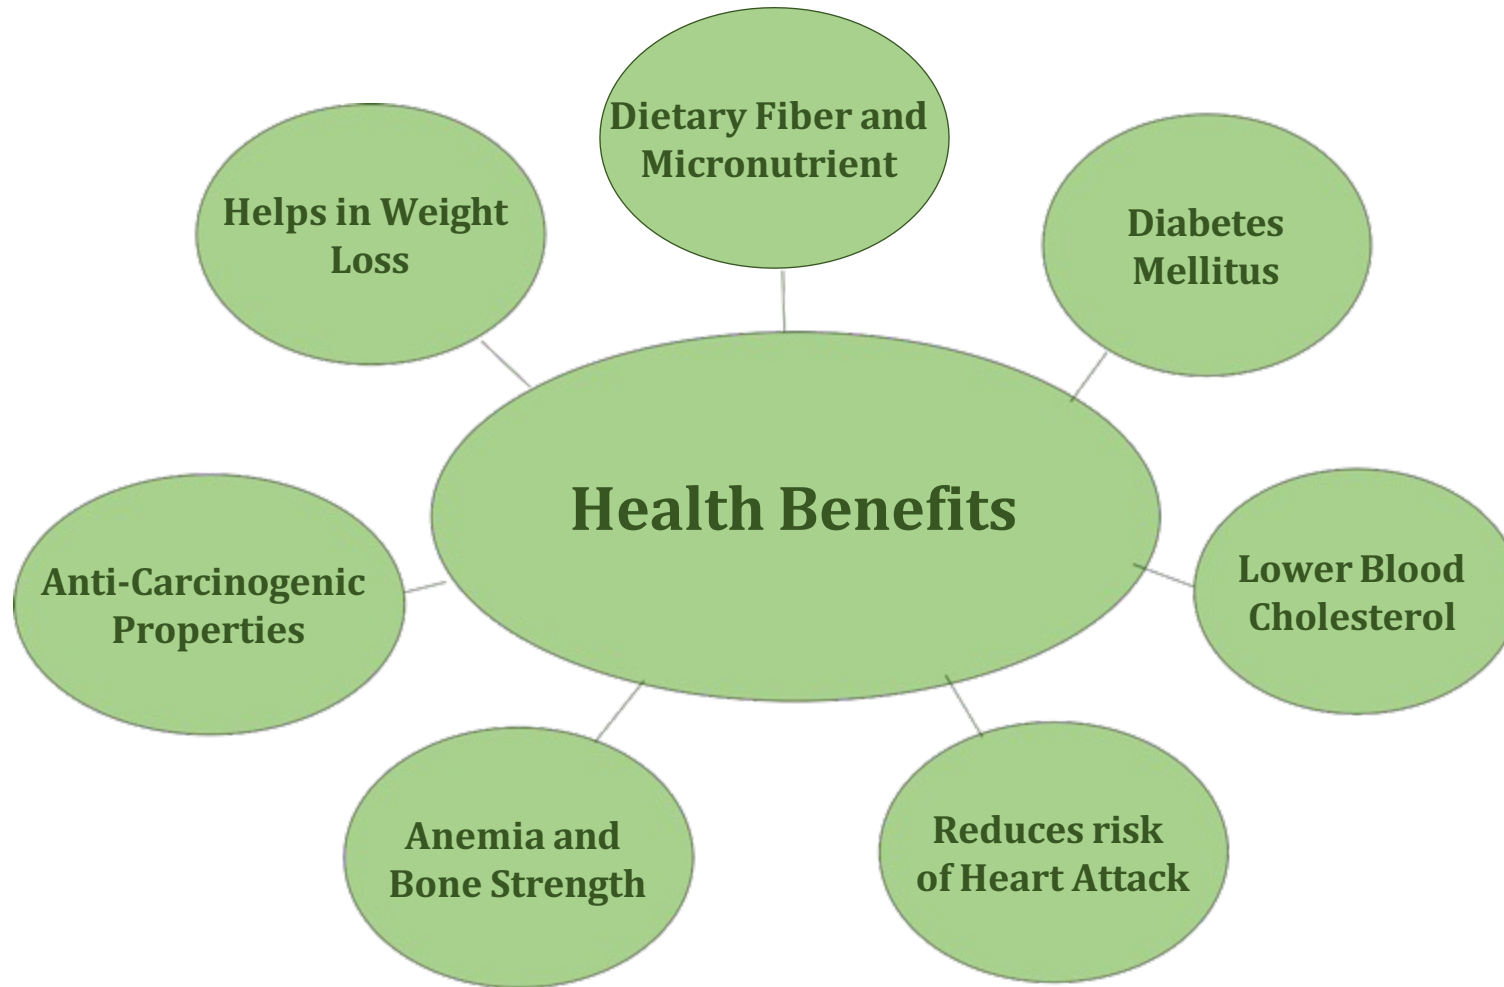 Dietary Fiber and
Micronutrient
Helps in Weight
Loss
Diabetes
Mellitus
Health Benefits
Anti-Carcinogenic
Properties
Lower Blood
Cholesterol
Anemia and
Bone Strength
Reduces risk
of Heart Attack